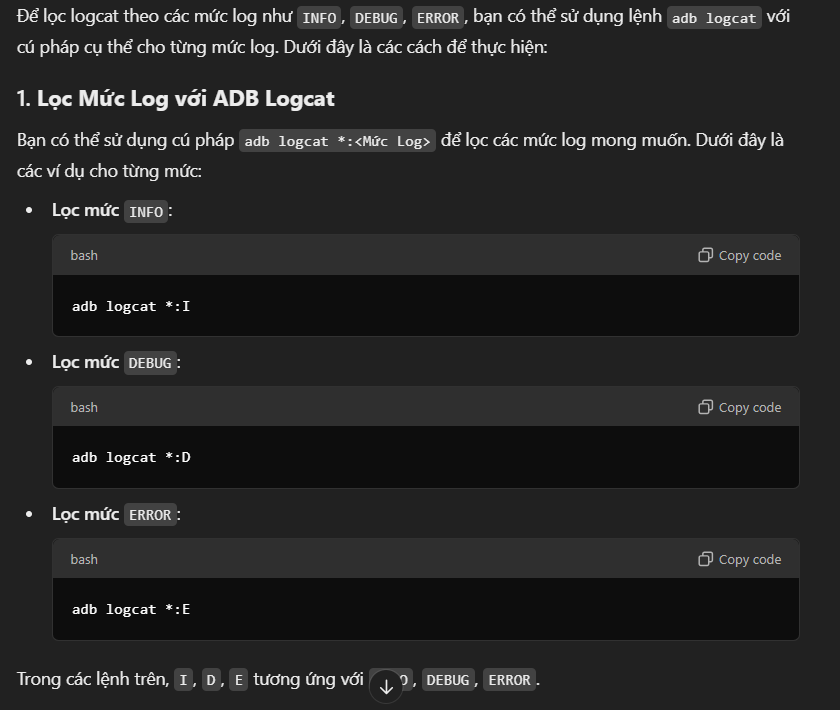 Để lọc logcat theo các mức log như INFO, DEBUG, ERROR, bạn có thể sử dụng lệnh adb logcat với
cú pháp cụ thể cho từng mức log. Dưới đây là các cách để thực hiện:
1. Lọc Mức Log với ADB Logcat
Bạn có thể sử dụng cú pháp adb logcat *:<Mức Log> để lọc các mức log mong muốn. Dưới đây là
các ví dụ cho từng mức:
• Lọc mức INFO:
bash Copy code
adb logcat *:I
• Lọc mức DEBUG:
bash Copy code
adb logcat *:D
• Lọc mức ERROR:
bash Copy code
adb logcat *:E
Trong các lệnh trên, I, D, E tương ứng với , DEBUG, ERROR.